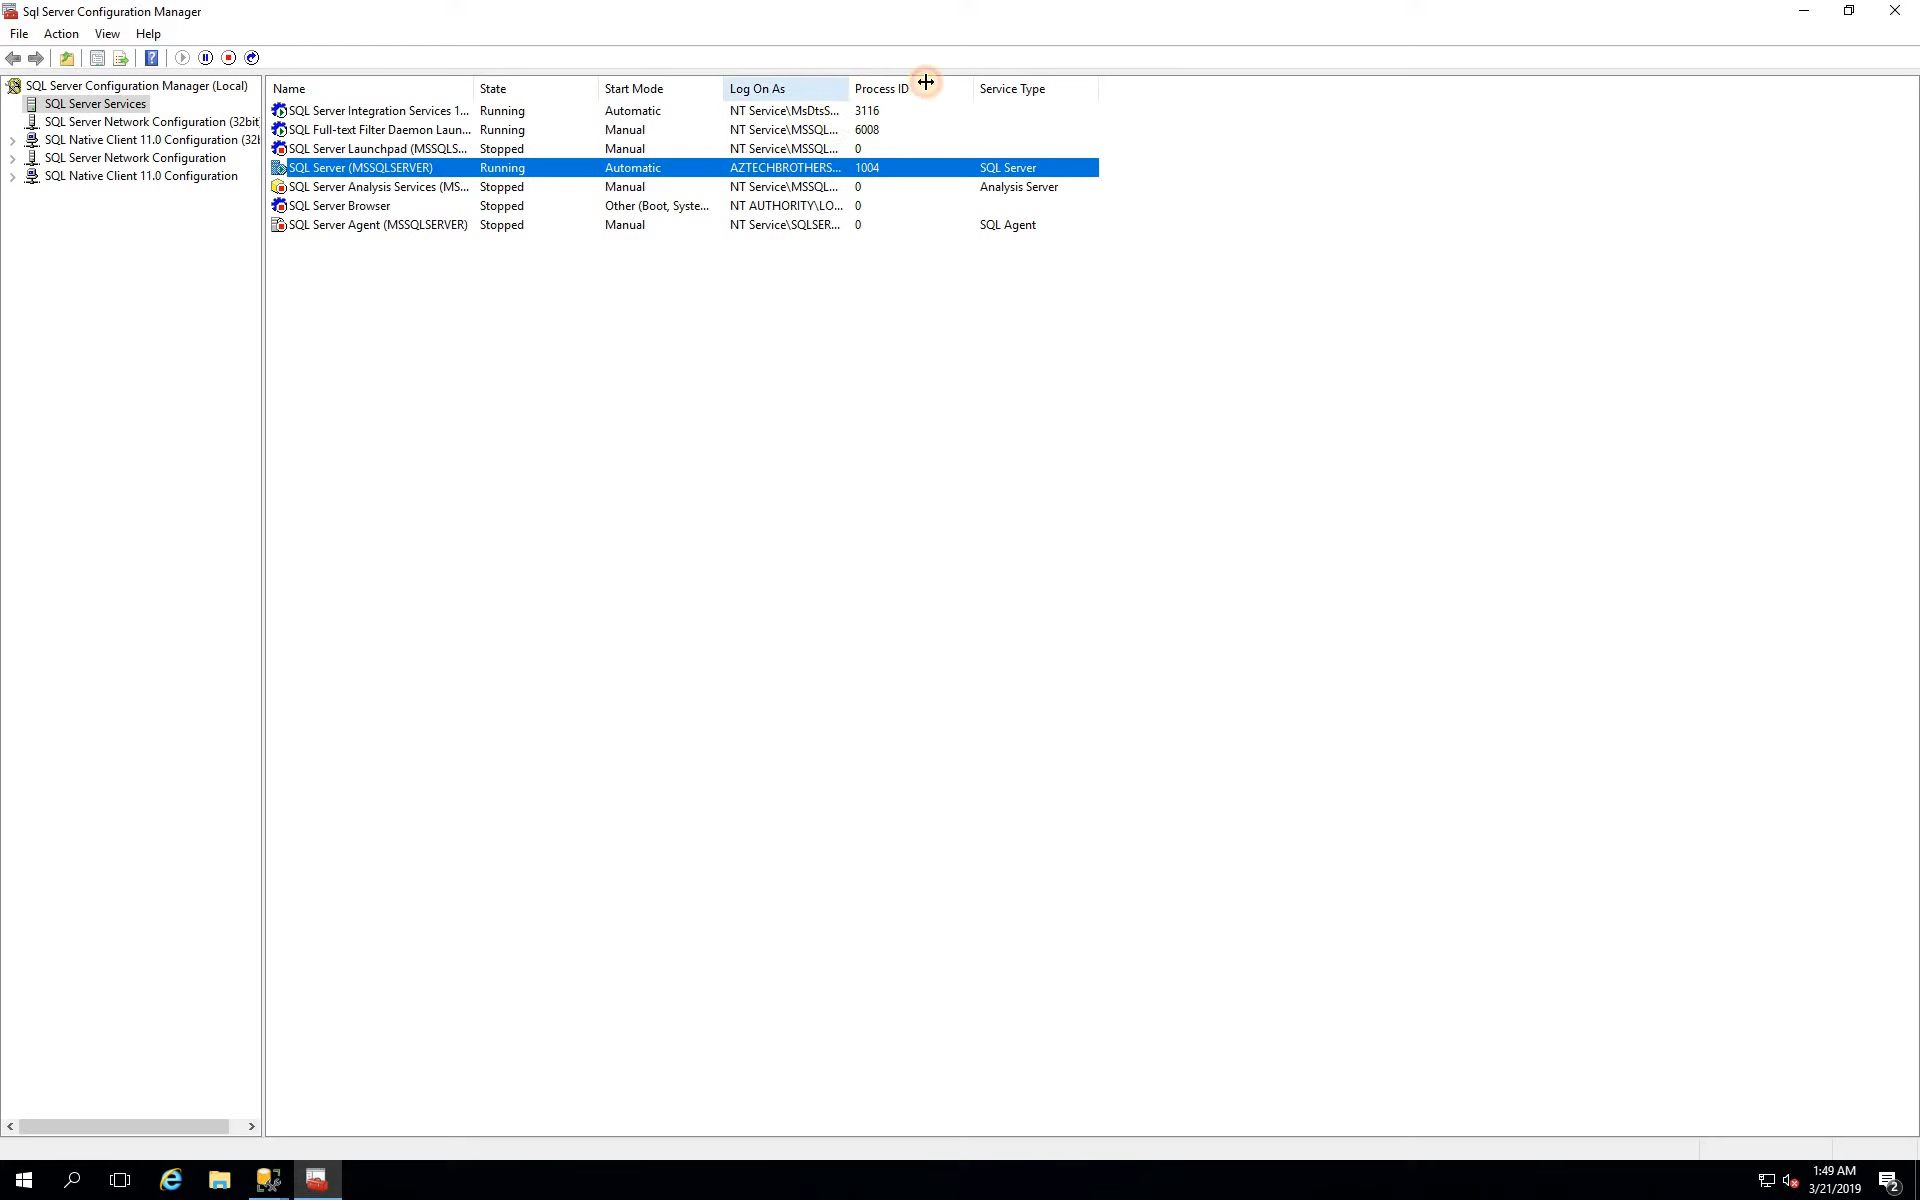 Sql Server Configuration Manager
File Action View Help
SQL Server Configuration Manager (Local)
SQL Server Services
SQL Server Network Configuration (32bit
SQL Native Client 11.0 Configuration (32b
SQL Server Network Configuration
SQL Native Client 11.0 Configuration
Name State Start Mode Log On As Process ID Service Type
SQL Server Integration Services 1... Running Automatic NT Service\MsDtsS... 3116
SQL Full-text Filter Daemon Laun... Running Manual NT Service\MSSQL... 6008
SQL Server Launchpad (MSSQLS... Stopped Manual NT Service\MSSQL... 0
SQL Server (MSSQLSERVER) Running Automatic AZTECHBROTHERS... 1004 SQL Server
SQL Server Analysis Services (MS... Stopped Manual NT Service\MSSQL... 0 Analysis Server
SQL Server Browser Stopped Other (Boot, Syste... NT AUTHORITY\LO... 0
SQL Server Agent (MSSQLSERVER) Stopped Manual NT Service\SQLSER... 0 SQL Agent
1:49 AM
3/21/2019
2